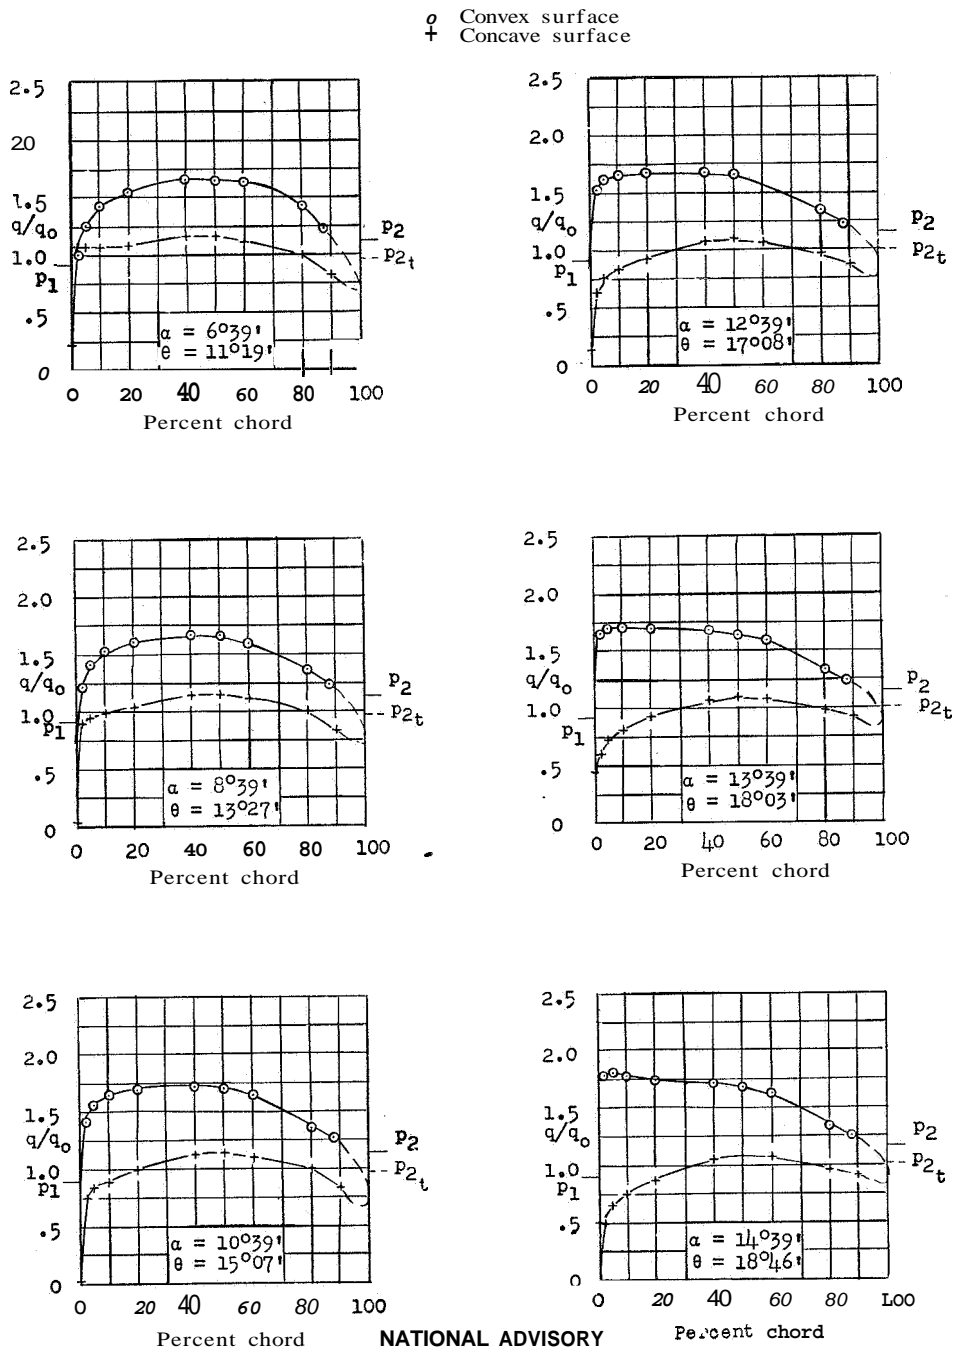 o Convex surface
+ Concave surface
2.5
20
1.5
q/qo
1.0
p1
.5
0
p2
p2t
α = 6°39'
θ = 11°19'
0 20 40 60 80 100
Percent chord
2.5
2.0
1.5
q/qo
1.0
p1
.5
0
p2
p2t
α = 12°39'
θ = 17°08'
0 20 40 60 80 100
Percent chord
2.5
2.0
1.5
q/qo
1.0
p1
.5
0
p2
p2t
α = 8°39'
θ = 13°27'
0 20 40 60 80 100
Percent chord
2.5
2.0
1.5
q/qo
1.0
p1
.5
0
p2
p2t
α = 13°39'
θ = 18°03'
0 20 40 60 80 100
Percent chord
2.5
2.0
1.5
q/qo
1.0
p1
.5
0
p2
p2t
α = 10°39'
θ = 15°07'
0 20 40 60 80 100
Percent chord
2.5
2.0
1.5
q/qo
1.0
p1
.5
0
p2
p2t
α = 14°39'
θ = 18°46'
0 20 40 60 80 100
Percent chord
NATIONAL ADVISORY